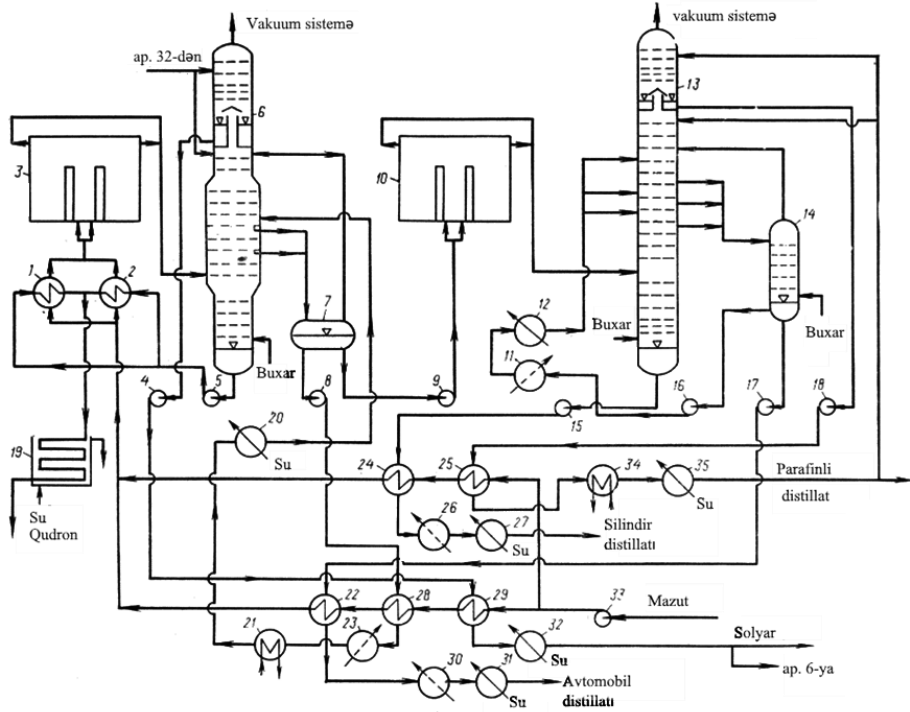 Vakuum sistemə
vakuum sistemə
ap. 32-dən
6
13
3
10
14
1
2
7
12
Buxar
Buxar
11
Buxar
4
5
8
9
15
16
17
18
20
19
Su
24
25
34
35
Parafinli
distillat
Su
Su
Qudron
26
27
Su
Silindir
distillatı
22
28
29
33
Mazut
21
23
32
Su
Solyar
ap. 6-ya
30
31
Su
Avtomobil
distillatı